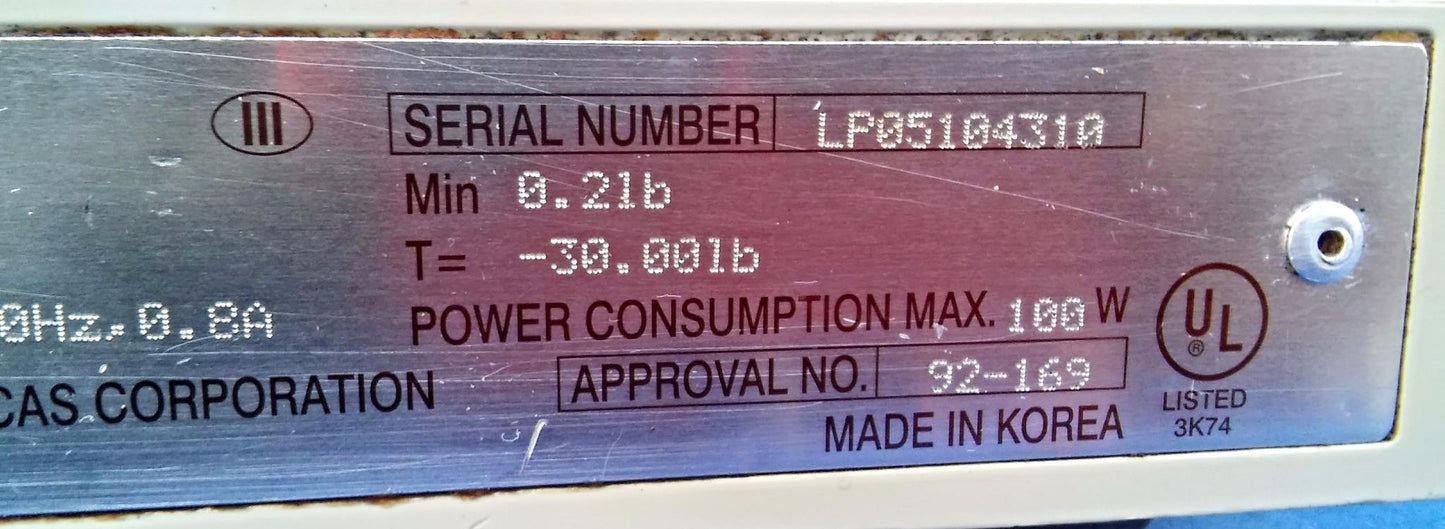 III SERIAL NUMBER LP05104310
Min 0.2lb
T= -30.00lb
0Hz.0.8A POWER CONSUMPTION MAX. 100 W
UL ®
CAS CORPORATION APPROVAL NO. 92-169
LISTED
MADE IN KOREA 3K74